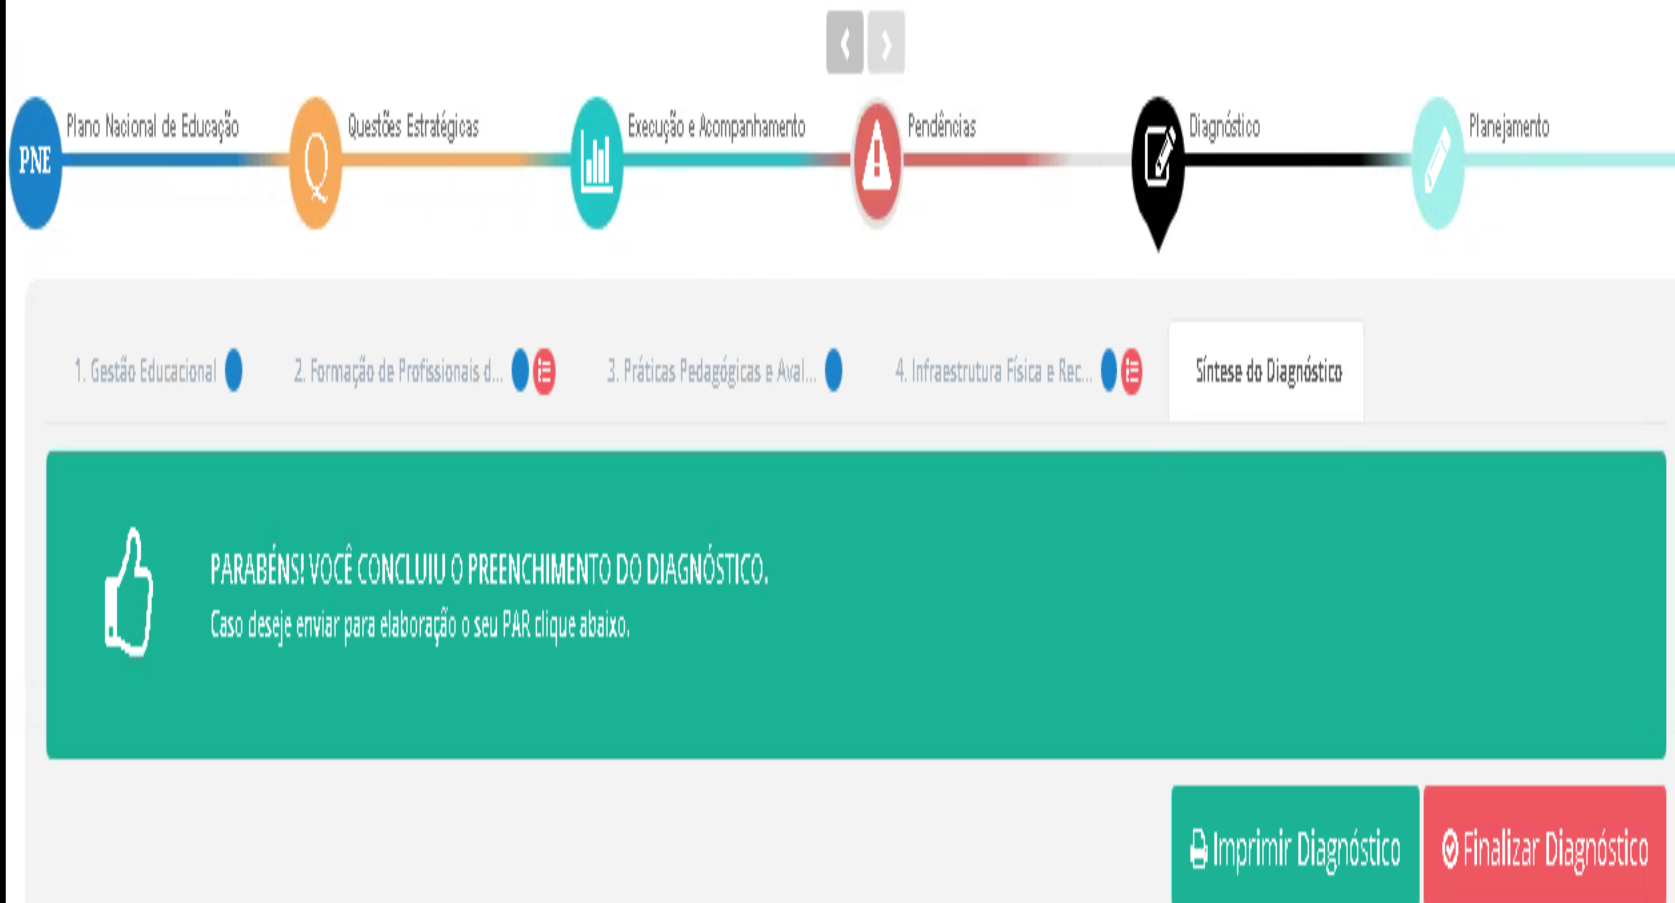 Plano Nacional de Educação
Questões Estratégicas
Execução e Acompanhamento
Pendências
Diagnóstico
Planejamento
PNE
Q
1. Gestão Educacional
2. Formação de Profissionais d...
3. Práticas Pedagógicas e Aval...
4. Infraestrutura Física e Rec...
Síntese do Diagnóstico
PARABÉNS! VOCÊ CONCLUIU O PREENCHIMENTO DO DIAGNÓSTICO.
Caso deseje enviar para elaboração o seu PAR clique abaixo.
Imprimir Diagnóstico
Finalizar Diagnóstico